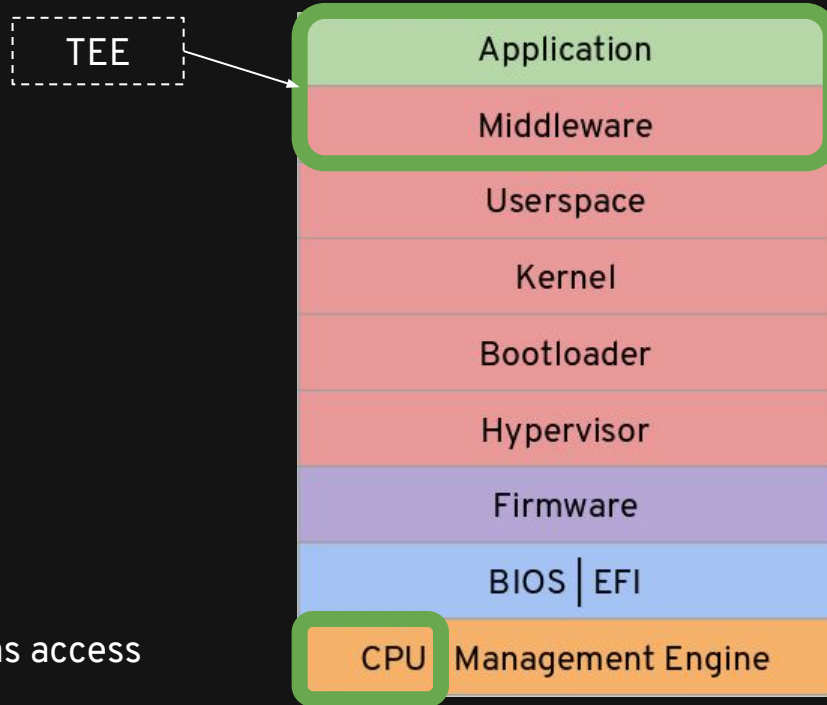 TEE
Application
Middleware
Userspace
Kernel
Bootloader
Hypervisor
Firmware
BIOS | EFI
access
CPU Management Engine